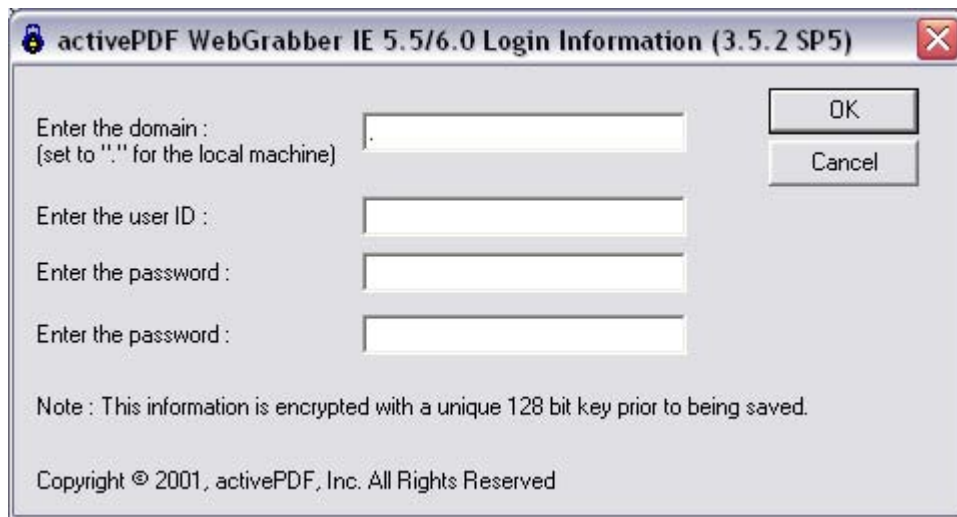 activePDF WebGrabber IE 5.5/6.0 Login Information (3.5.2 SP5)
Enter the domain :
(set to "." for the local machine)
.
OK
Cancel
Enter the user ID :
Enter the password :
Enter the password :
Note : This information is encrypted with a unique 128 bit key prior to being saved.
Copyright © 2001, activePDF, Inc. All Rights Reserved